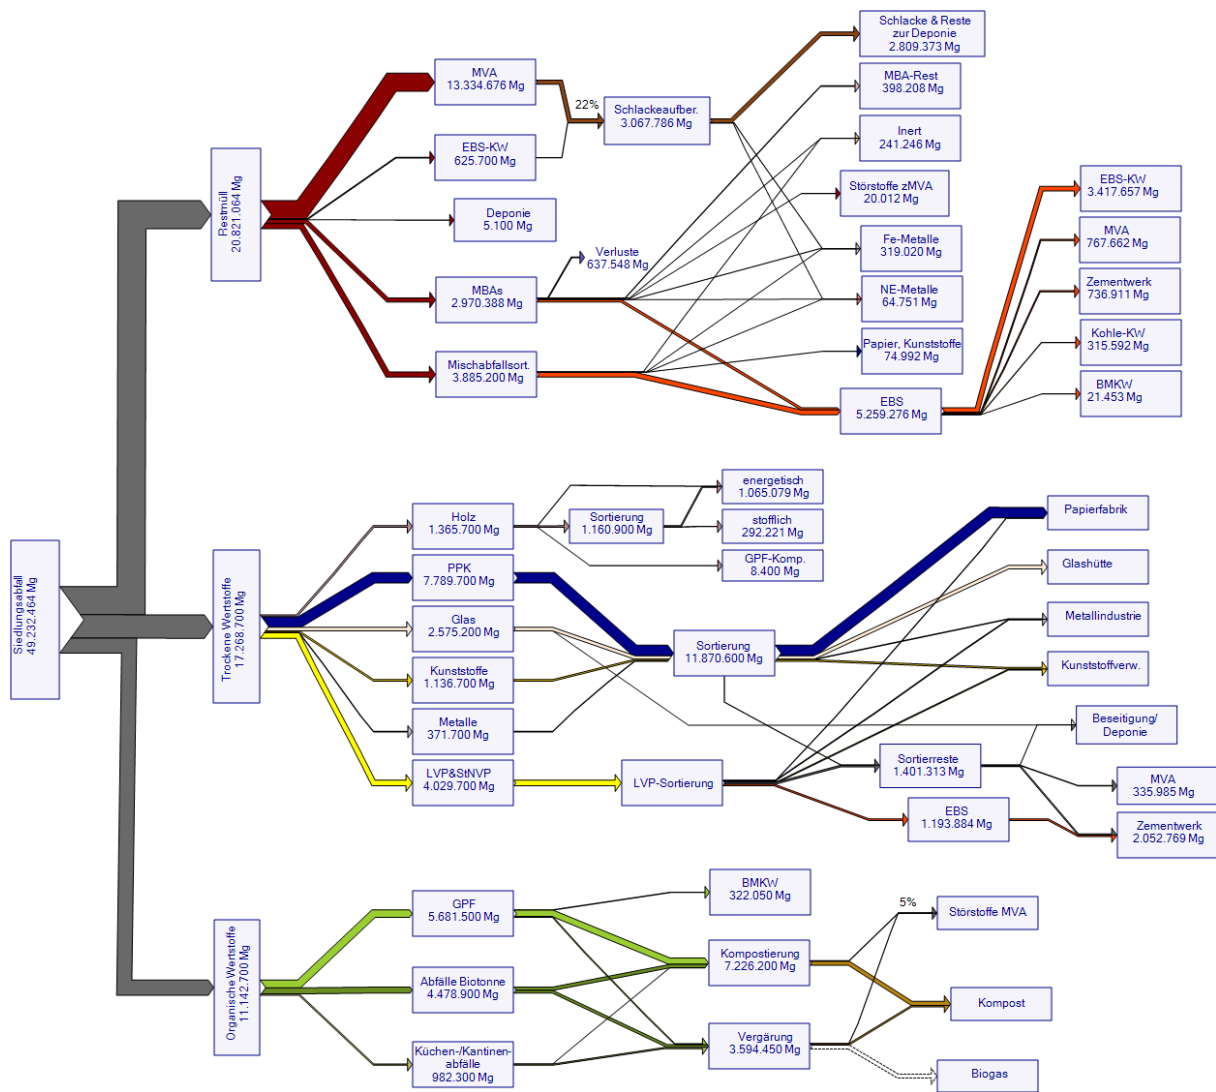 Siedlungsabfall
49.232.464 Mg
Restmüll
20.821.064 Mg
MVA
13.334.676 Mg
EBS-KW
625.700 Mg
Deponie
5.100 Mg
MBAs
2.970.388 Mg
Mischabfallsort.
3.885.200 Mg
22%
Schlackeaufber.
3.067.786 Mg
Verluste
637.548 Mg
Schlacke & Reste
zur Deponie
2.809.373 Mg
MBA-Rest
398.208 Mg
Inert
241.246 Mg
Störstoffe zMVA
20.012 Mg
Fe-Metalle
319.020 Mg
NE-Metalle
64.751 Mg
Papier, Kunststoffe
74.992 Mg
EBS
5.259.276 Mg
EBS-KW
3.417.657 Mg
MVA
767.662 Mg
Zementwerk
736.911 Mg
Kohle-KW
315.592 Mg
BMKW
21.453 Mg
Trockene Wertstoffe
17.268.700 Mg
Holz
1.365.700 Mg
PPK
7.789.700 Mg
Glas
2.575.200 Mg
Kunststoffe
1.136.700 Mg
Metalle
371.700 Mg
LVP&StNVP
4.029.700 Mg
Sortierung
1.160.900 Mg
energetisch
1.065.079 Mg
stofflich
292.221 Mg
GPF-Komp.
8.400 Mg
Sortierung
11.870.600 Mg
LVP-Sortierung
Papierfabrik
Glashütte
Metallindustrie
Kunststoffverw.
Beseitigung/
Deponie
Sortierreste
1.401.313 Mg
EBS
1.193.884 Mg
MVA
335.985 Mg
Zementwerk
2.052.769 Mg
Organische Wertstoffe
11.142.700 Mg
GPF
5.681.500 Mg
Abfälle Biotonne
4.478.900 Mg
Küchen-/Kantinen-
abfälle
982.300 Mg
BMKW
322.050 Mg
Kompostierung
7.226.200 Mg
Vergärung
3.594.450 Mg
5%
Störstoffe MVA
Kompost
Biogas